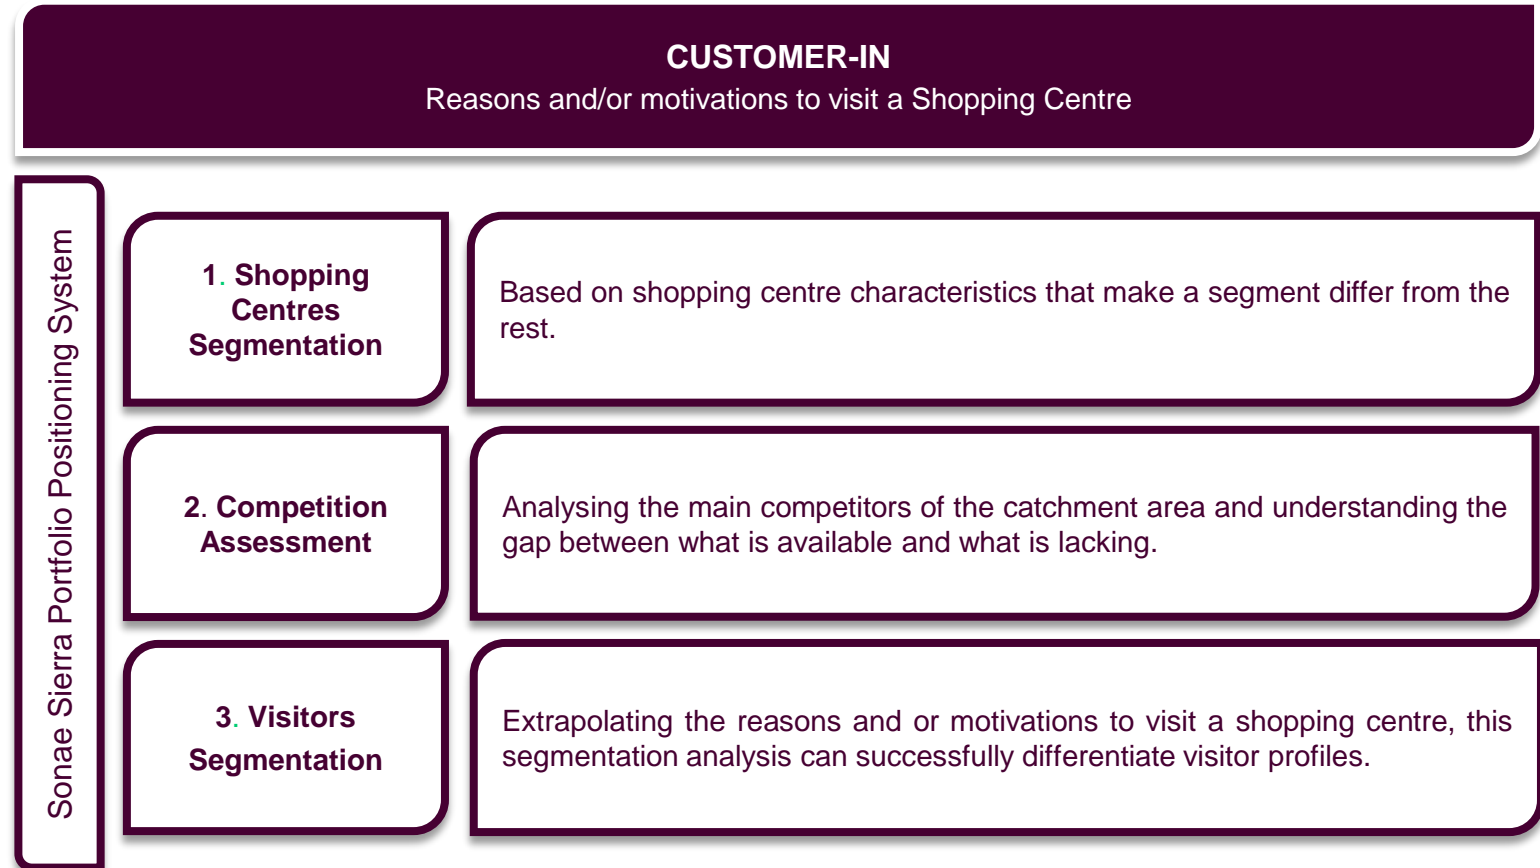 CUSTOMER-IN
Reasons and/or motivations to visit a Shopping Centre
Sonae Sierra Portfolio Positioning System
1. Shopping
Centres
Segmentation
Based on shopping centre characteristics that make a segment differ from the
rest.
2. Competition
Assessment
Analysing the main competitors of the catchment area and understanding the
gap between what is available and what is lacking.
3. Visitors
Segmentation
Extrapolating the reasons and or motivations to visit a shopping centre, this
segmentation analysis can successfully differentiate visitor profiles.